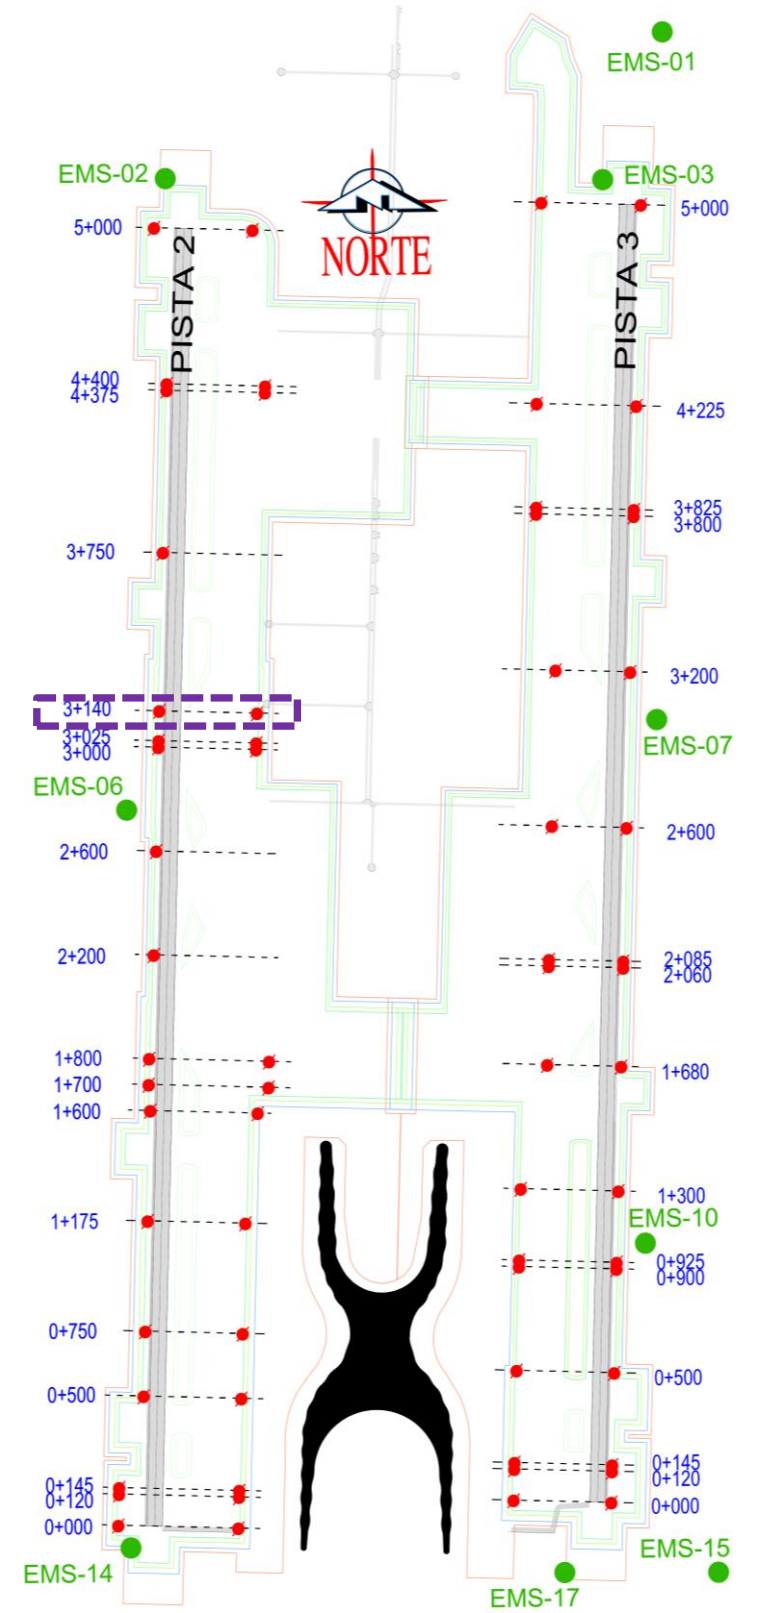 EMS-01
EMS-02
EMS-03
5+000
5+000
NORTE
PISTA 2
PISTA 3
4+400
4+375
4+225
3+825
3+800
3+750
3+200
3+140
3+025
3+000
EMS-07
EMS-06
2+600
2+600
2+200
2+085
2+060
1+800
1+680
1+700
1+600
1+300
1+175
EMS-10
0+925
0+900
0+750
0+500
0+500
0+145
0+120
0+145
0+120
0+000
0+000
EMS-14
EMS-15
EMS-17